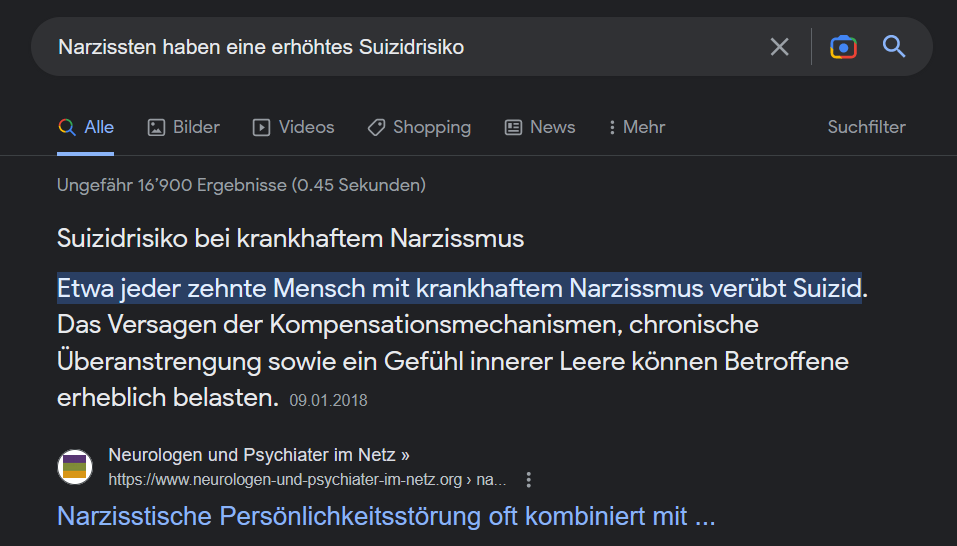 Narzissten haben eine erhöhtes Suizidrisiko
Alle Bilder Videos Shopping News Mehr Suchfilter
Ungefähr 16’900 Ergebnisse (0.45 Sekunden)
Suizidrisiko bei krankhaftem Narzissmus
Etwa jeder zehnte Mensch mit krankhaftem Narzissmus verübt Suizid.
Das Versagen der Kompensationsmechanismen, chronische
Überanstrengung sowie ein Gefühl innerer Leere können Betroffene
erheblich belasten. 09.01.2018
Neurologen und Psychiater im Netz »
https://www.neurologen-und-psychiater-im-netz.org › na...
Narzisstische Persönlichkeitsstörung oft kombiniert mit ...